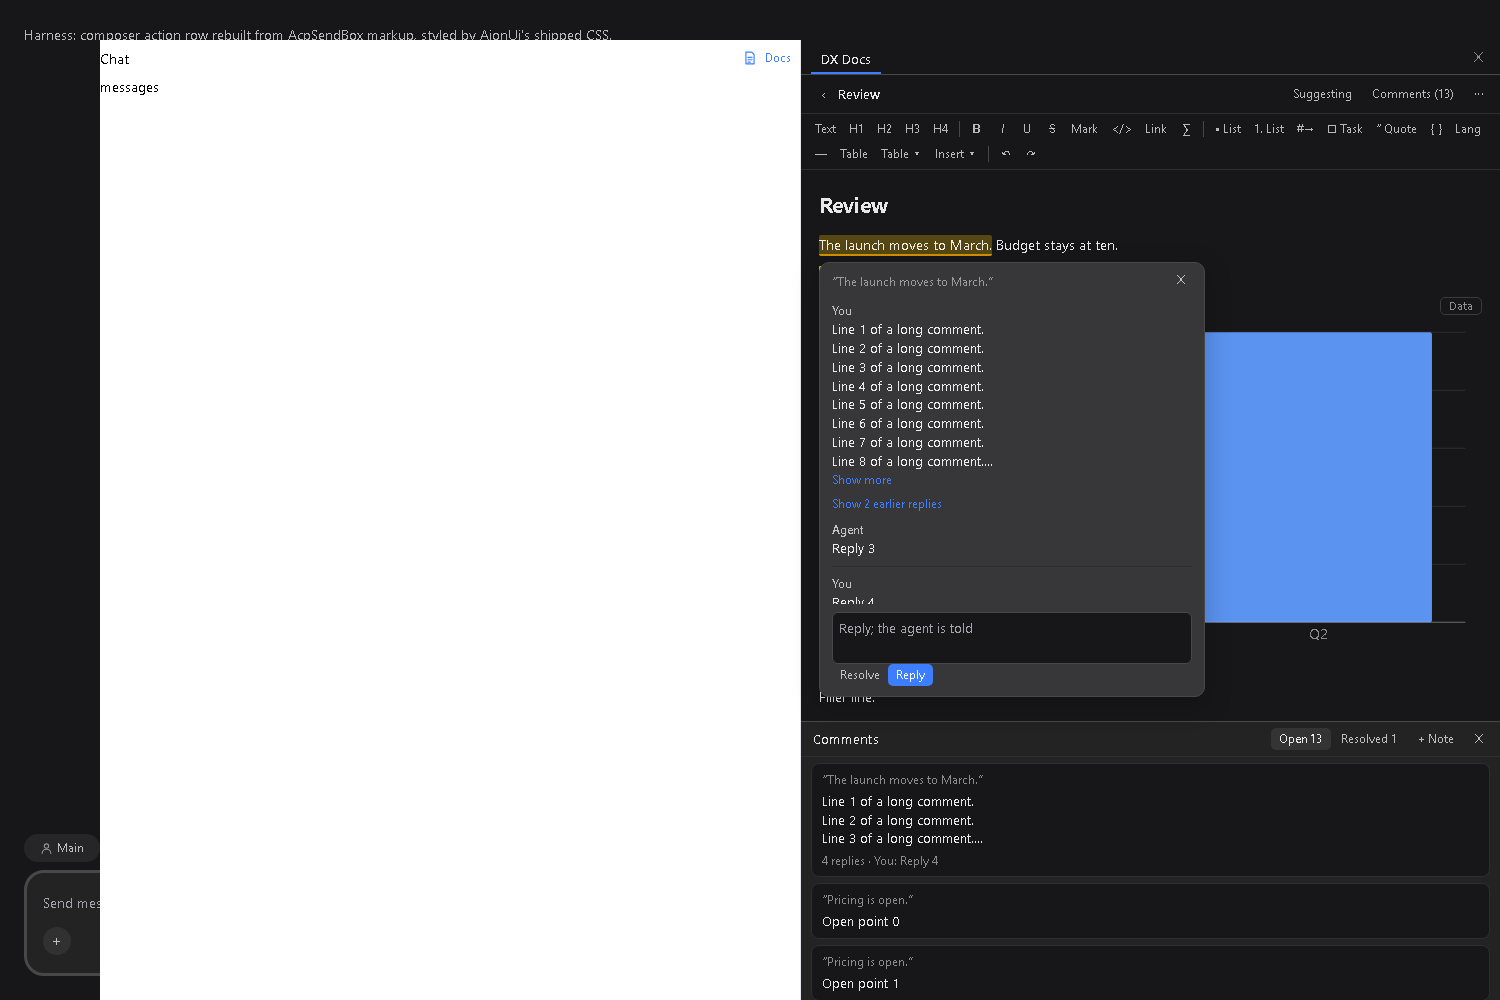 Harness: composer action row rebuilt from AcpSendBox markup, styled by AionUi's shipped CSS.
Chat
Docs
messages
Main
Send mes
+
DX Docs
‹ Review
Suggesting Comments (13) ···
Text H1 H2 H3 H4 B I U S Mark </> Link ∑ • List 1. List #→ ☐ Task " Quote { } Lang
— Table Table ▾ Insert ▾ ↶ ↷
Review
The launch moves to March. Budget stays at ten.
Data
"The launch moves to March."
You
Line 1 of a long comment.
Line 2 of a long comment.
Line 3 of a long comment.
Line 4 of a long comment.
Line 5 of a long comment.
Line 6 of a long comment.
Line 7 of a long comment.
Line 8 of a long comment....
Show more
Show 2 earlier replies
Agent
Reply 3
You
Reply 4
Reply; the agent is told
Resolve Reply
Q2
Filler line.
Comments
Open 13 Resolved 1 + Note
"The launch moves to March."
Line 1 of a long comment.
Line 2 of a long comment.
Line 3 of a long comment....
4 replies · You: Reply 4
"Pricing is open."
Open point 0
"Pricing is open."
Open point 1